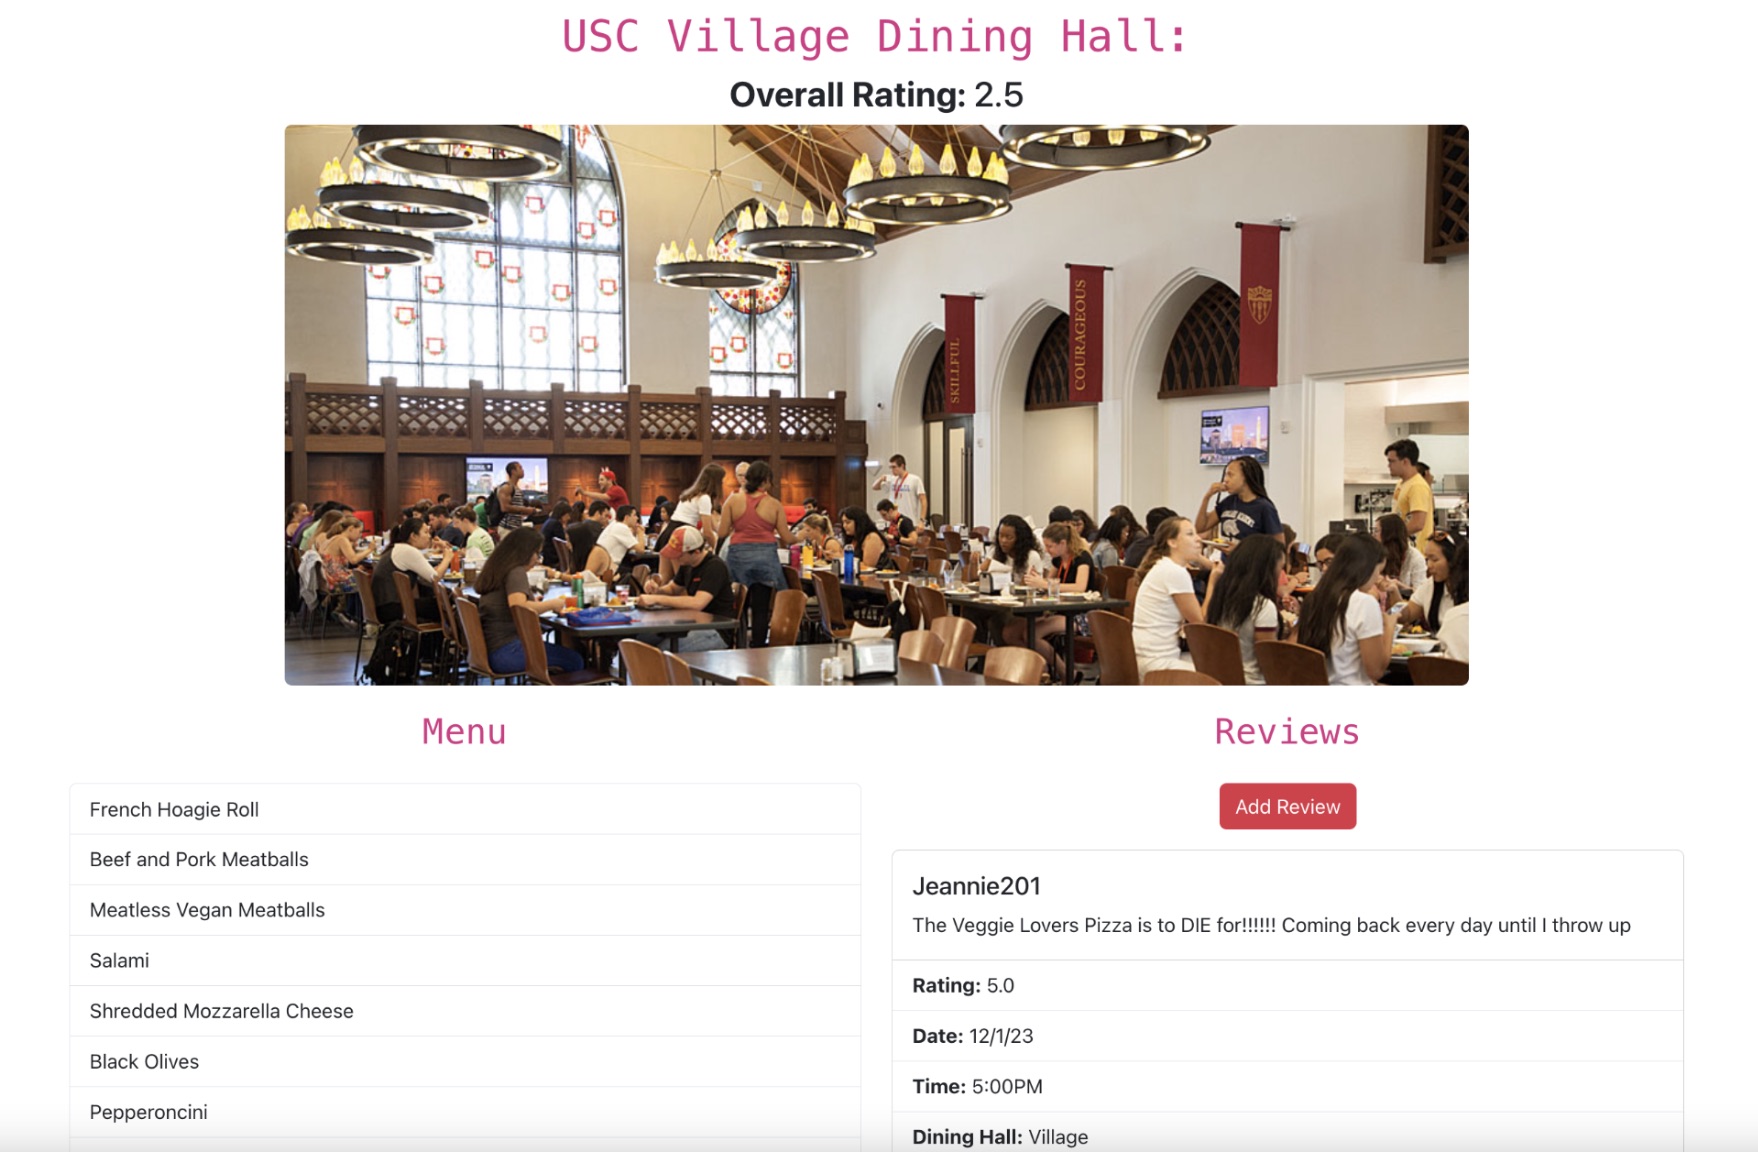 USC Village Dining Hall:
Overall Rating: 2.5
SKILLFUL
COURAGEOUS
Menu
French Hoagie Roll
Beef and Pork Meatballs
Meatless Vegan Meatballs
Salami
Shredded Mozzarella Cheese
Black Olives
Pepperoncini
Reviews
Add Review
Jeannie201
The Veggie Lovers Pizza is to DIE for!!!!!! Coming back every day until I throw up
Rating: 5.0
Date: 12/1/23
Time: 5:00PM
Dining Hall: Village